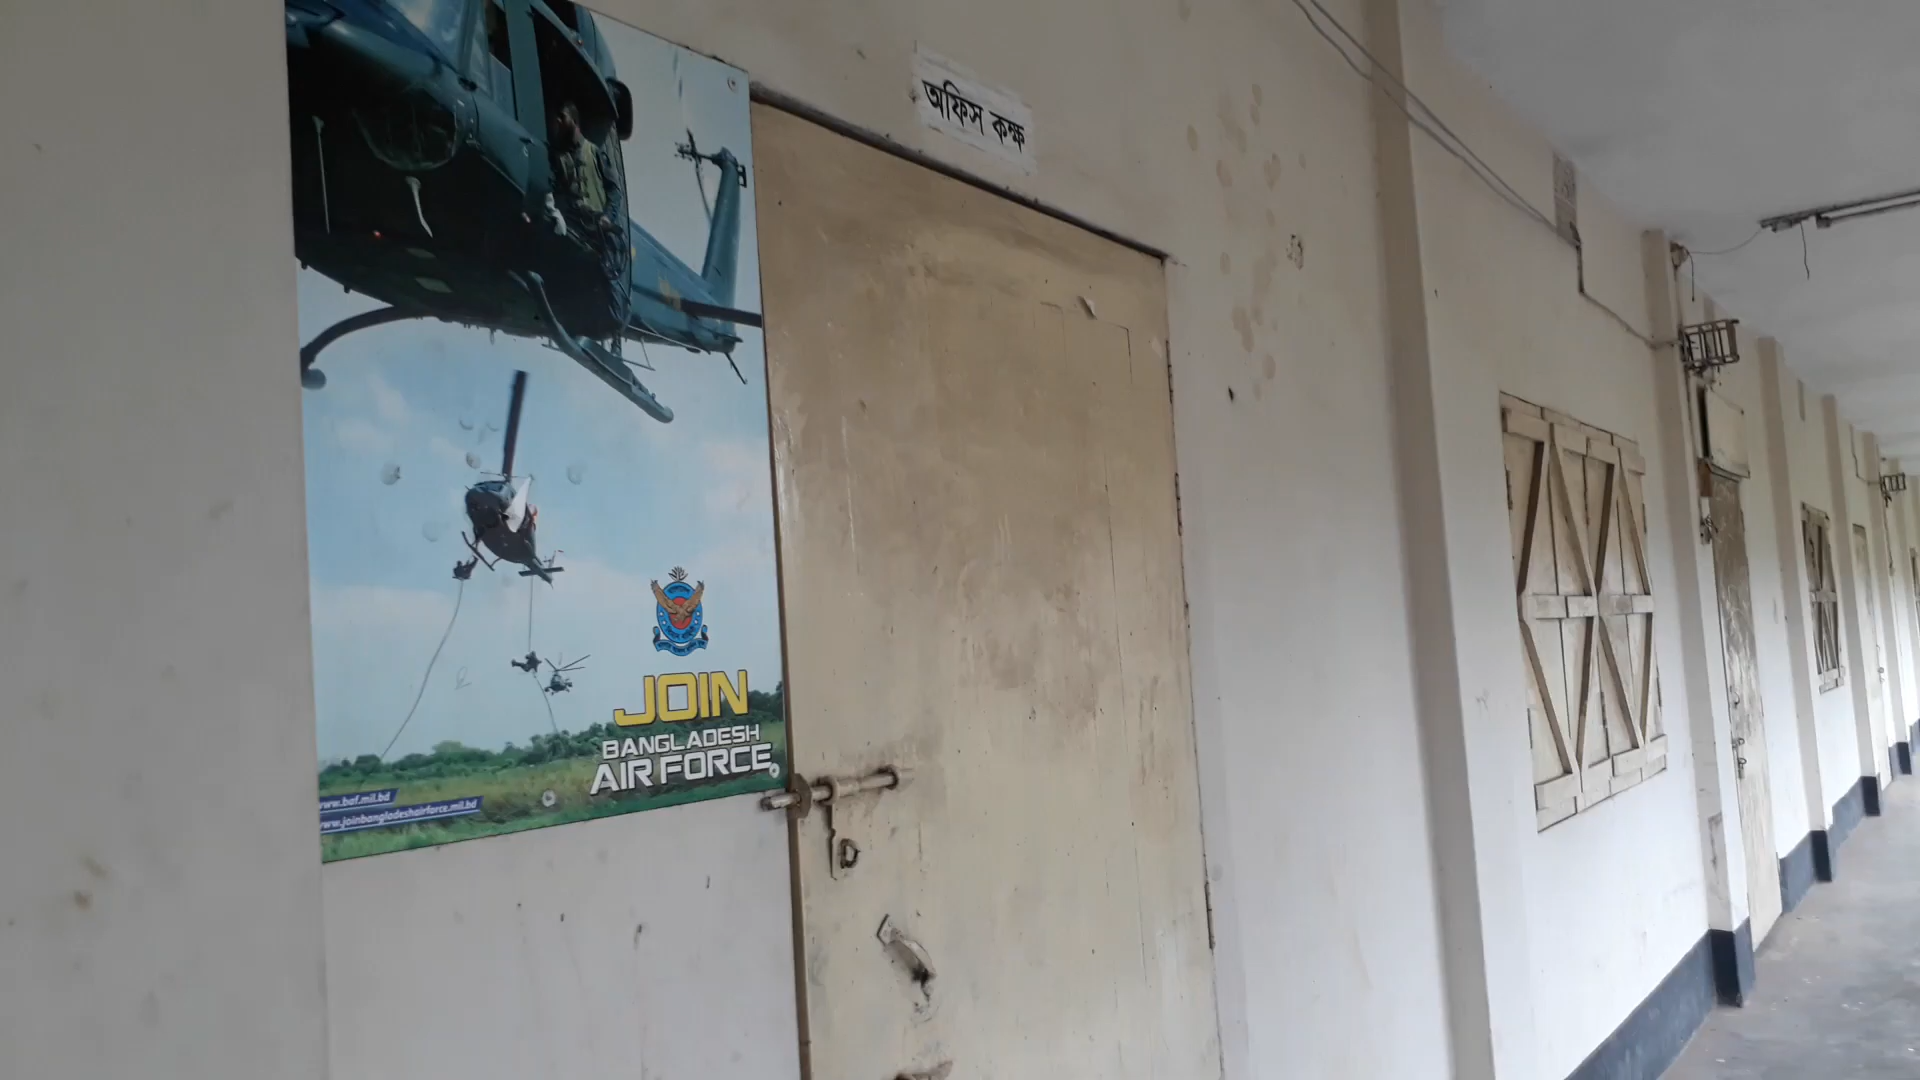 অফিস কক্ষ
JOIN
BANGLADESH
AIR FORCE
www.baf.mil.bd
www.joinbangladeshairforce.mil.bd